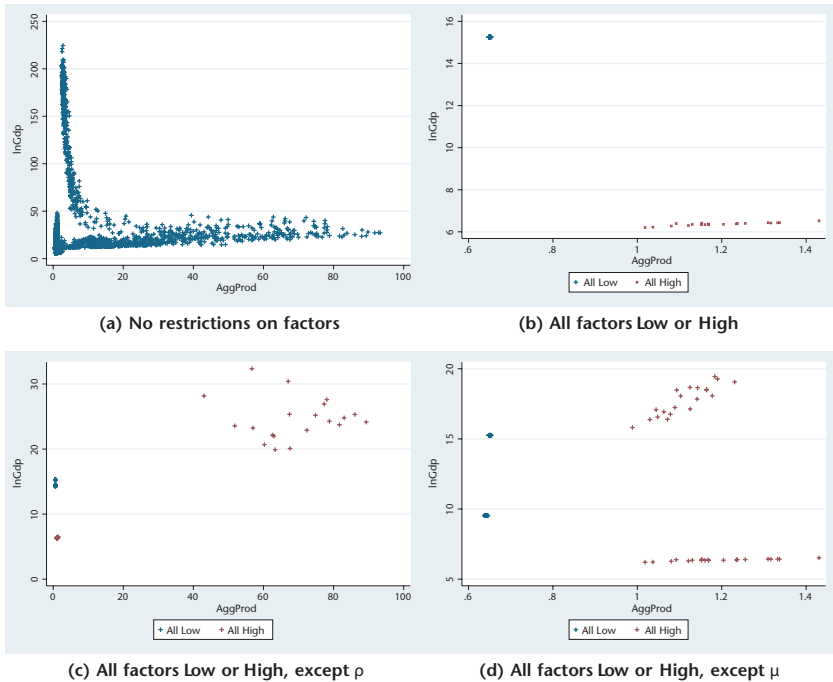 250
200
150
100
50
0
lnGdp
0 20 40 60 80 100
AggProd
(a) No restrictions on factors
16
14
12
10
8
6
lnGdp
.6 .8 1 1.2 1.4
AggProd
All Low All High
(b) All factors Low or High
30
20
10
0
lnGdp
0 20 40 60 80 100
AggProd
All Low All High
(c) All factors Low or High, except ρ
20
15
10
5
lnGdp
.6 .8 1 1.2 1.4
AggProd
All Low All High
(d) All factors Low or High, except μ